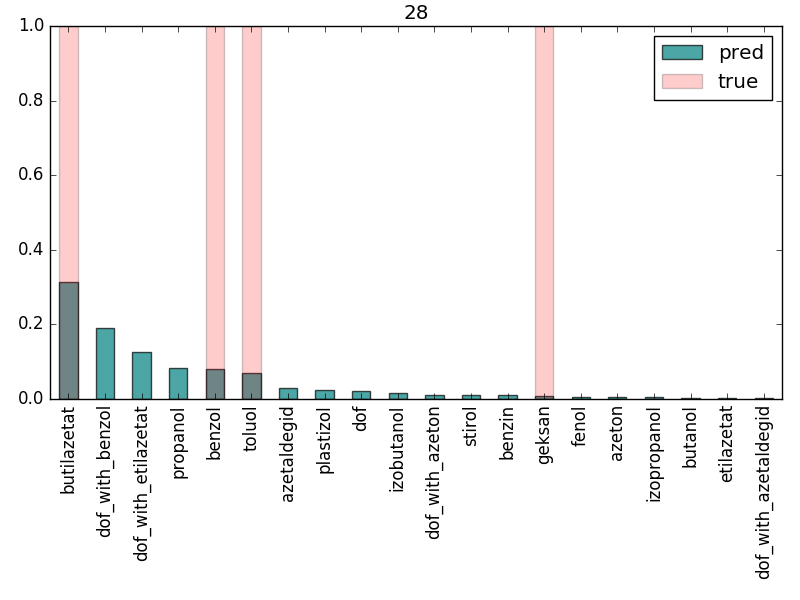 28
1.0
0.8
0.6
0.4
0.2
0.0
pred
true
butilazetat
dof_with_benzol
dof_with_etilazetat
propanol
benzol
toluol
azetaldegid
plastizol
dof
izobutanol
dof_with_azeton
stirol
benzin
geksan
fenol
azeton
izopropanol
butanol
etilazetat
dof_with_azetaldegid